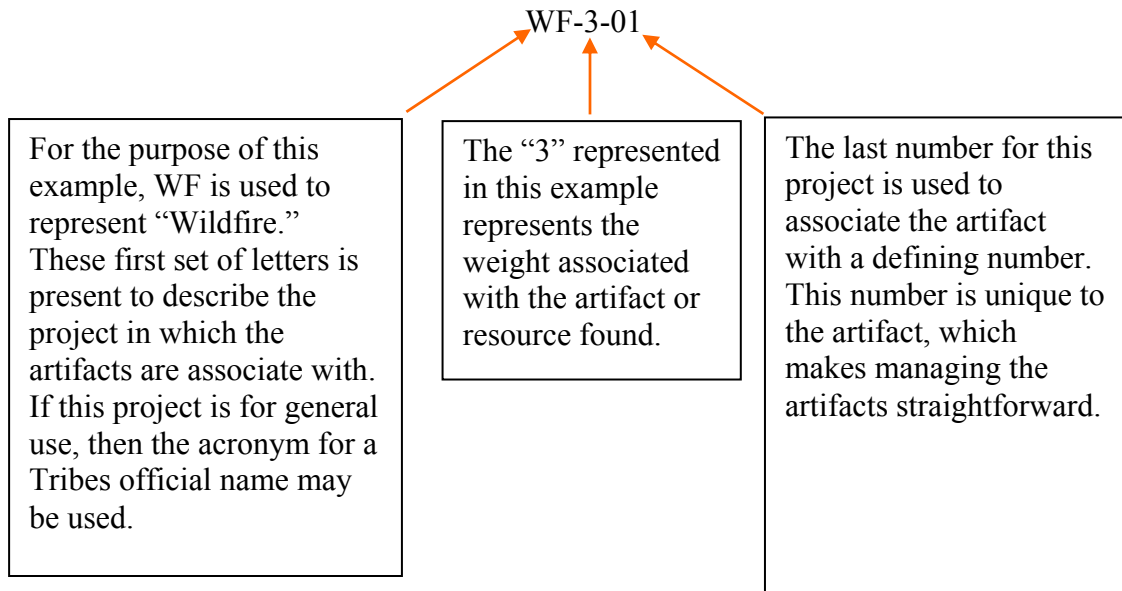 WF-3-01
For the purpose of this
example, WF is used to
represent “Wildfire.”
These first set of letters is
present to describe the
project in which the
artifacts are associate with.
If this project is for general
use, then the acronym for a
Tribes official name may
be used.
The “3” represented
in this example
represents the
weight associated
with the artifact or
resource found.
The last number for this
project is used to
associate the artifact
with a defining number.
This number is unique to
the artifact, which
makes managing the
artifacts straightforward.